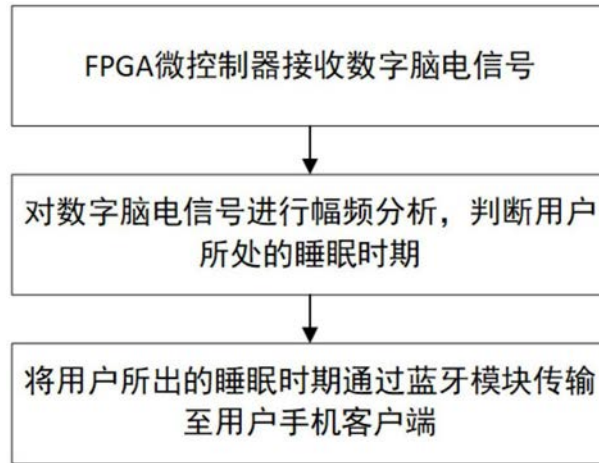 FPGA微控制器接收数字脑电信号
对数字脑电信号进行幅频分析，判断用户
所处的睡眠时期
将用户所出的睡眠时期通过蓝牙模块传输
至用户手机客户端